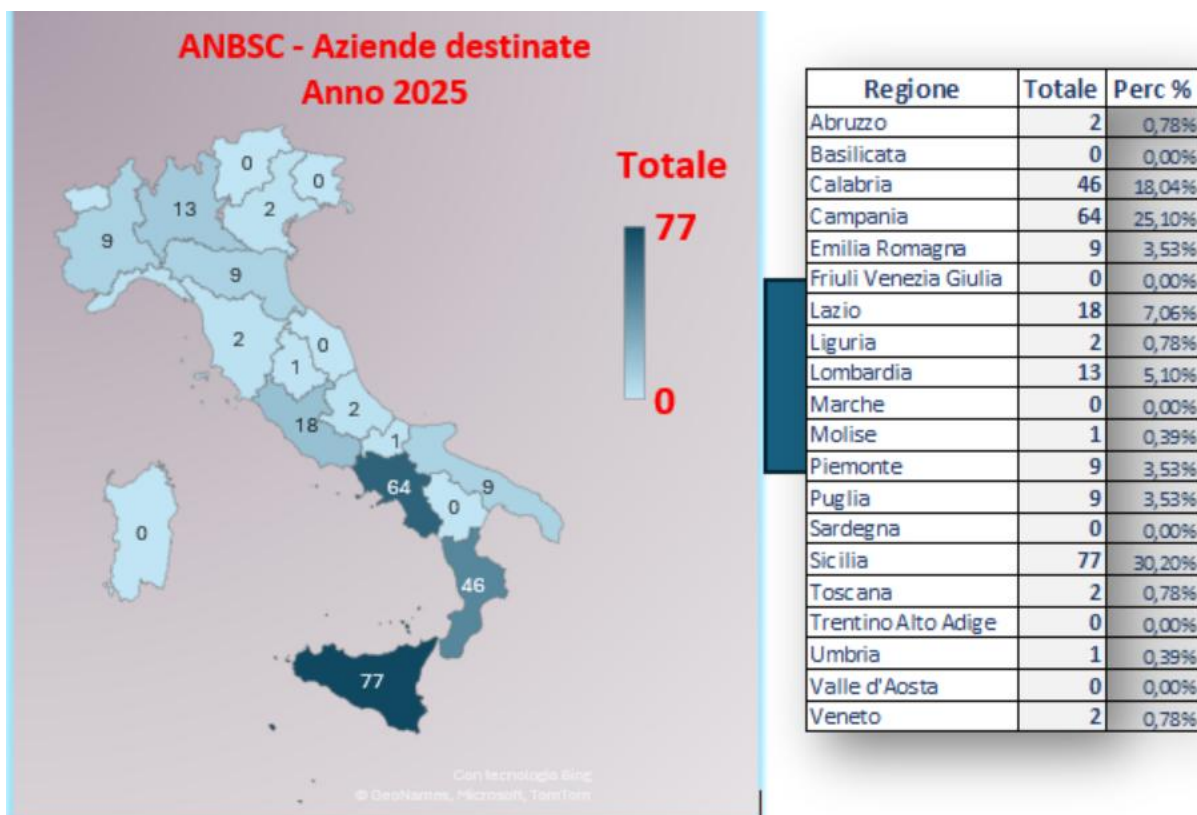 ANBSC - Aziende destinate
Anno 2025
0
0
13
2
9
9
2
0
1
2
18
1
64
9
0
0
46
77
Totale
77
0
Con tecnologia Bing
© GeoNames, Microsoft, TomTom
Regione Totale Perc %
Abruzzo 2 0,78%
Basilicata 0 0,00%
Calabria 46 18,04%
Campania 64 25,10%
Emilia Romagna 9 3,53%
Friuli Venezia Giulia 0 0,00%
Lazio 18 7,06%
Liguria 2 0,78%
Lombardia 13 5,10%
Marche 0 0,00%
Molise 1 0,39%
Piemonte 9 3,53%
Puglia 9 3,53%
Sardegna 0 0,00%
Sicilia 77 30,20%
Toscana 2 0,78%
Trentino Alto Adige 0 0,00%
Umbria 1 0,39%
Valle d'Aosta 0 0,00%
Veneto 2 0,78%